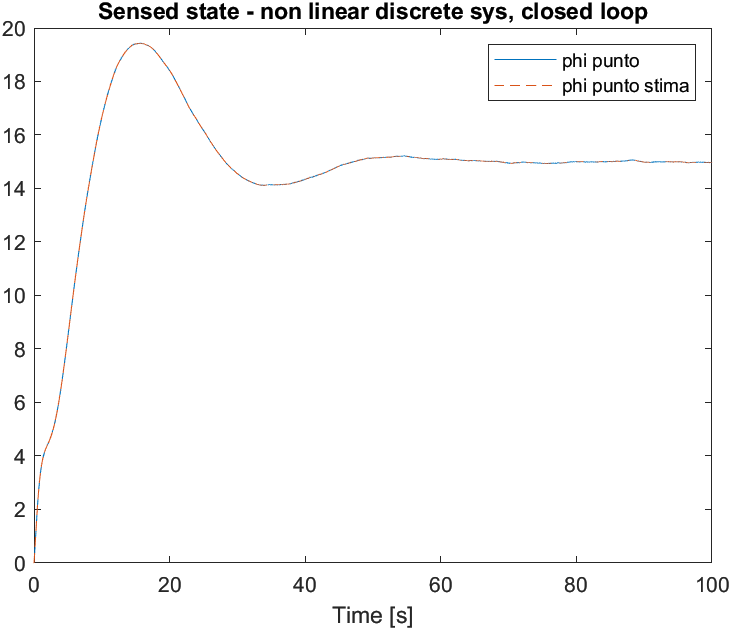 Sensed state - non linear discrete sys, closed loop
phi punto
phi punto stima
20
18
16
14
12
10
8
6
4
2
0
0 20 40 60 80 100
Time [s]